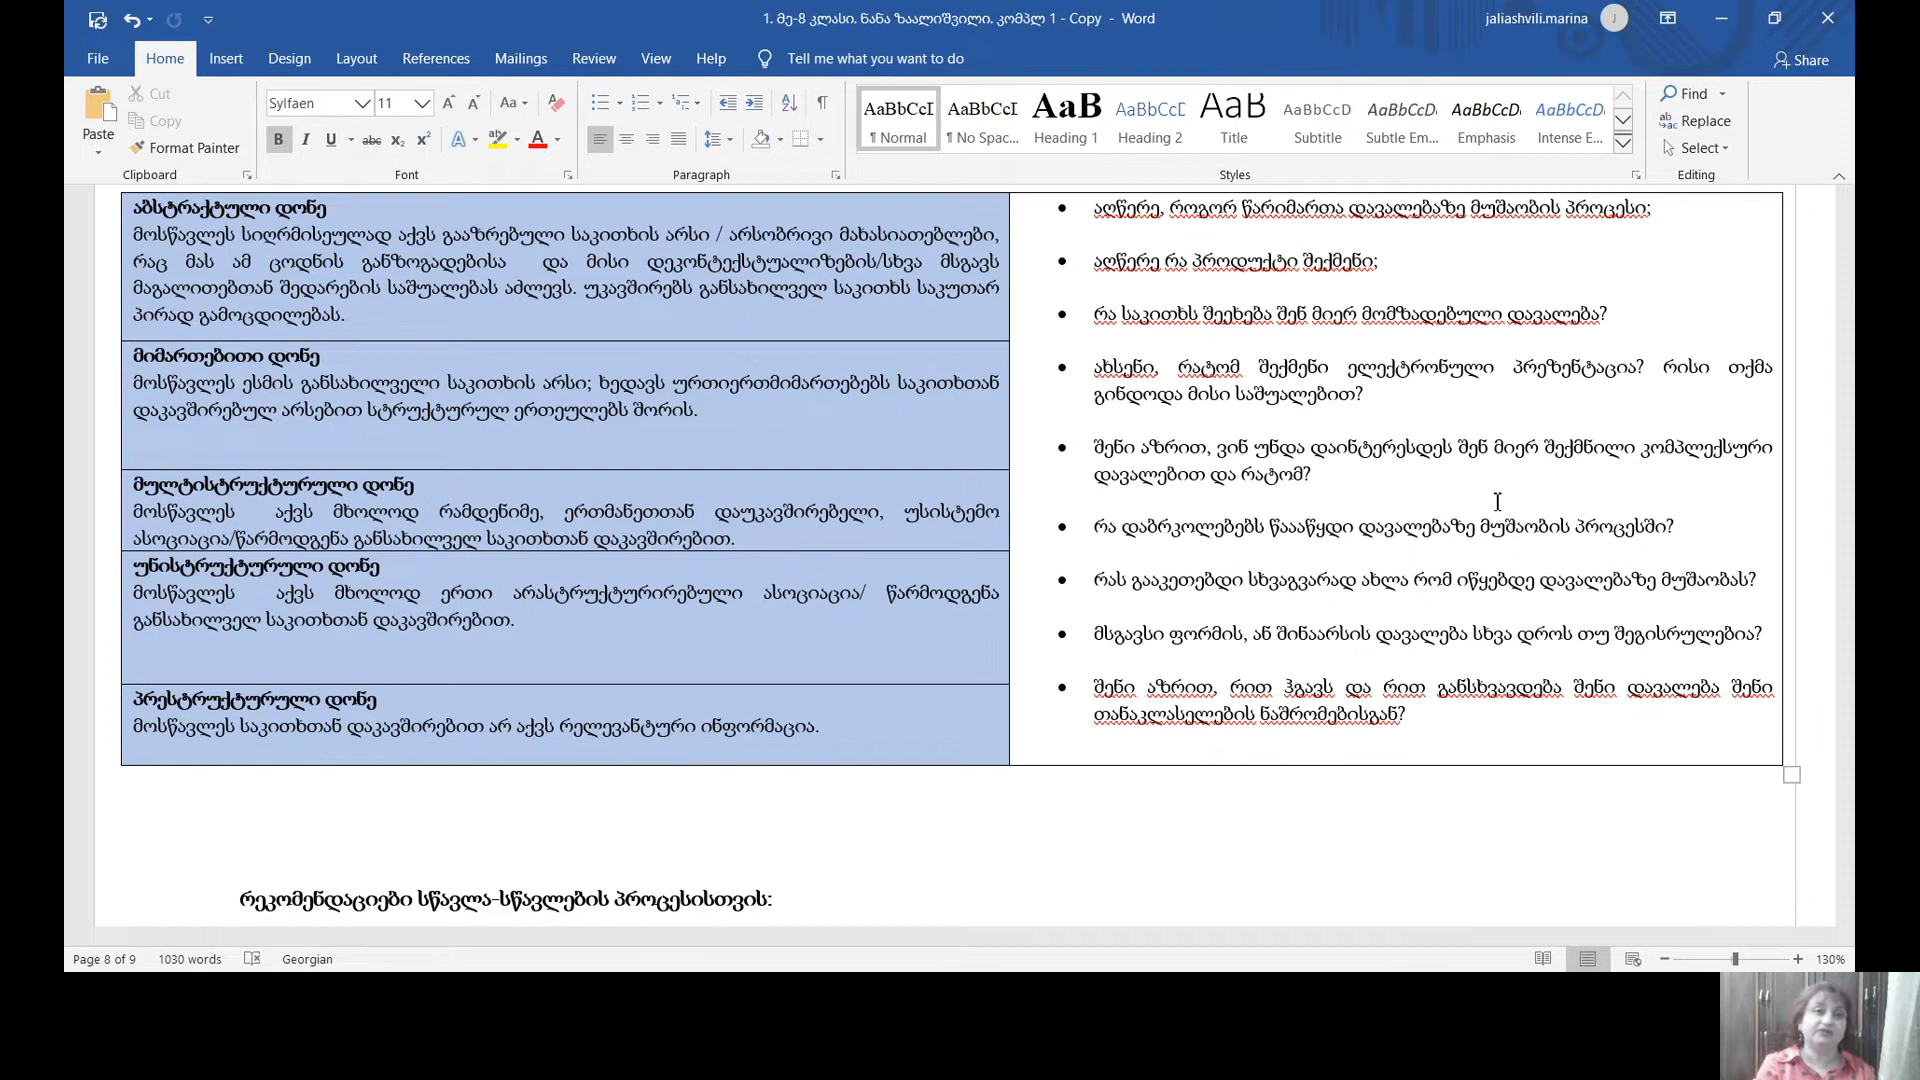 1. მე-8 კლასი. ნანა ზაალიშვილი. კომპლ 1 - Copy - Word
jaliashvili.marina
J
File
Home
Insert
Design
Layout
References
Mailings
Review
View
Help
Tell me what you want to do
Share
Paste
Cut
Copy
Format Painter
Clipboard
Sylfaen
11
Font
Paragraph
AaBbCcI
¶ Normal
AaBbCcI
¶ No Spac...
AaB
Heading 1
AaBbCcD
Heading 2
AaB
Title
AaBbCcD
Subtitle
AaBbCcD
Subtle Em...
AaBbCcD
Emphasis
AaBbCcD
Intense E...
Styles
Find
Replace
Select
Editing
აბსტრაქტული დონე
მოსწავლეს სიღრმისეულად აქვს გააზრებული საკითხის არსი / არსობრივი მახასიათებლები,
რაც მას ამ ცოდნის განზოგადებისა და მისი დეკონტექსტუალიზების/სხვა მსგავს
მაგალითებთან შედარების საშუალებას აძლევს. უკავშირებს განსახილველ საკითხს საკუთარ
პირად გამოცდილებას.
მიმართებითი დონე
მოსწავლეს ესმის განსახილველი საკითხის არსი; ხედავს ურთიერთმიმართებებს საკითხთან
დაკავშირებულ არსებით სტრუქტურულ ერთეულებს შორის.
მულტისტრუქტურული დონე
მოსწავლეს აქვს მხოლოდ რამდენიმე, ერთმანეთთან დაუკავშირებელი, უსისტემო
ასოციაცია/წარმოდგენა განსახილველ საკითხთან დაკავშირებით.
უნისტრუქტურული დონე
მოსწავლეს აქვს მხოლოდ ერთი არასტრუქტურირებული ასოციაცია/ წარმოდგენა
განსახილველ საკითხთან დაკავშირებით.
პრესტრუქტურული დონე
მოსწავლეს საკითხთან დაკავშირებით არ აქვს რელევანტური ინფორმაცია.
• აღწერე, როგორ წარიმართა დავალებაზე მუშაობის პროცესი;
• აღწერე რა პროდუქტი შექმენი;
• რა საკითხს შეეხება შენ მიერ მომზადებული დავალება?
• ახსენი, რატომ შექმენი ელექტრონული პრეზენტაცია? რისი თქმა
გინდოდა მისი საშუალებით?
• შენი აზრით, ვინ უნდა დაინტერესდეს შენ მიერ შექმნილი კომპლექსური
დავალებით და რატომ?
• რა დაბრკოლებებს წაააწყდი დავალებაზე მუშაობის პროცესში?
• რას გააკეთებდი სხვაგვარად ახლა რომ იწყებდე დავალებაზე მუშაობას?
• მსგავსი ფორმის, ან შინაარსის დავალება სხვა დროს თუ შეგისრულებია?
• შენი აზრით, რით ჰგავს და რით განსხვავდება შენი დავალება შენი
თანაკლასელების ნაშრომებისგან?
რეკომენდაციები სწავლა-სწავლების პროცესისთვის:
Page 8 of 9
1030 words
Georgian
130%